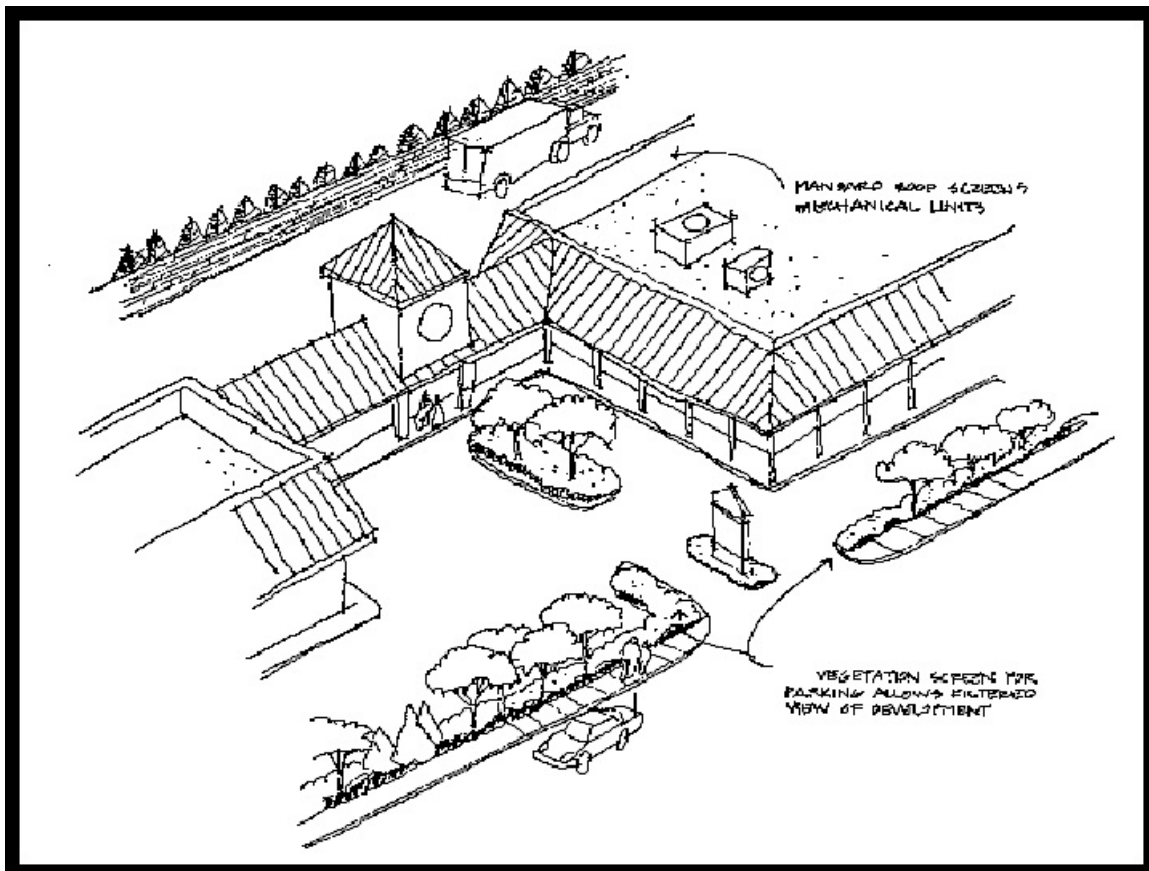 MANSARD ROOF SCREENS
MECHANICAL UNITS
VEGETATION SCREEN FOR
PARKING ALLOWS FILTERED
VIEW OF DEVELOPMENT